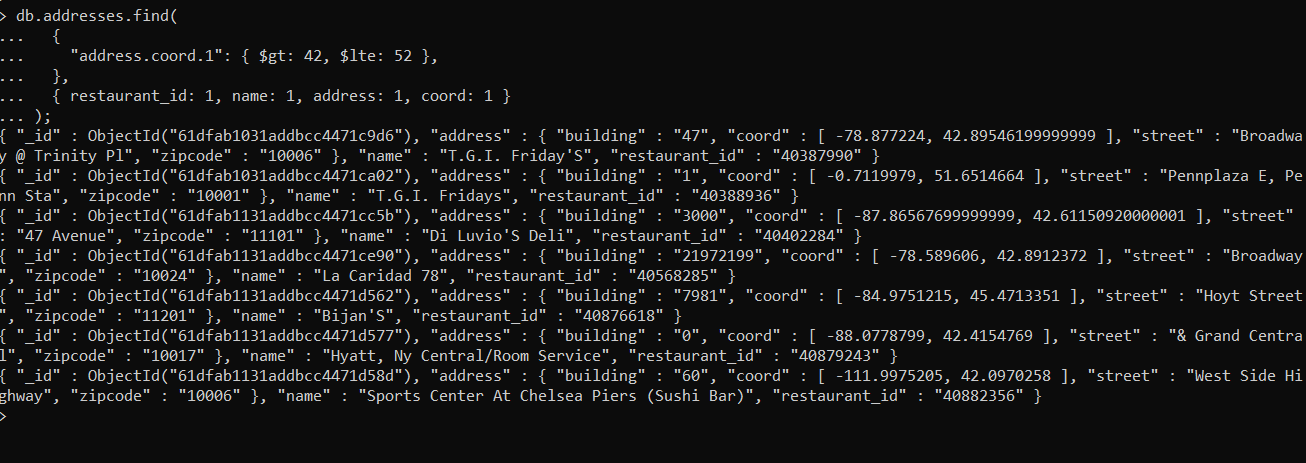 > db.addresses.find(
...   {
...     "address.coord.1": { $gt: 42, $lte: 52 },
...   },
...   { restaurant_id: 1, name: 1, address: 1, coord: 1 }
... );
{ "_id" : ObjectId("61dfab1031addbcc4471c9d6"), "address" : { "building" : "47", "coord" : [ -78.877224, 42.89546199999999 ], "street" : "Broadwa
y @ Trinity Pl", "zipcode" : "10006" }, "name" : "T.G.I. Friday'S", "restaurant_id" : "40387990" }
{ "_id" : ObjectId("61dfab1031addbcc4471ca02"), "address" : { "building" : "1", "coord" : [ -0.7119979, 51.6514664 ], "street" : "Pennplaza E, Pe
nn Sta", "zipcode" : "10001" }, "name" : "T.G.I. Fridays", "restaurant_id" : "40388936" }
{ "_id" : ObjectId("61dfab1131addbcc4471cc5b"), "address" : { "building" : "3000", "coord" : [ -87.86567699999999, 42.61150920000001 ], "street"
: "47 Avenue", "zipcode" : "11101" }, "name" : "Di Luvio'S Deli", "restaurant_id" : "40402284" }
{ "_id" : ObjectId("61dfab1131addbcc4471ce90"), "address" : { "building" : "21972199", "coord" : [ -78.589606, 42.8912372 ], "street" : "Broadway
", "zipcode" : "10024" }, "name" : "La Caridad 78", "restaurant_id" : "40568285" }
{ "_id" : ObjectId("61dfab1131addbcc4471d562"), "address" : { "building" : "7981", "coord" : [ -84.9751215, 45.4713351 ], "street" : "Hoyt Street
", "zipcode" : "11201" }, "name" : "Bijan'S", "restaurant_id" : "40876618" }
{ "_id" : ObjectId("61dfab1131addbcc4471d577"), "address" : { "building" : "0", "coord" : [ -88.0778799, 42.4154769 ], "street" : "& Grand Centra
l", "zipcode" : "10017" }, "name" : "Hyatt, Ny Central/Room Service", "restaurant_id" : "40879243" }
{ "_id" : ObjectId("61dfab1131addbcc4471d58d"), "address" : { "building" : "60", "coord" : [ -111.9975205, 42.0970258 ], "street" : "West Side Hi
ghway", "zipcode" : "10006" }, "name" : "Sports Center At Chelsea Piers (Sushi Bar)", "restaurant_id" : "40882356" }
>